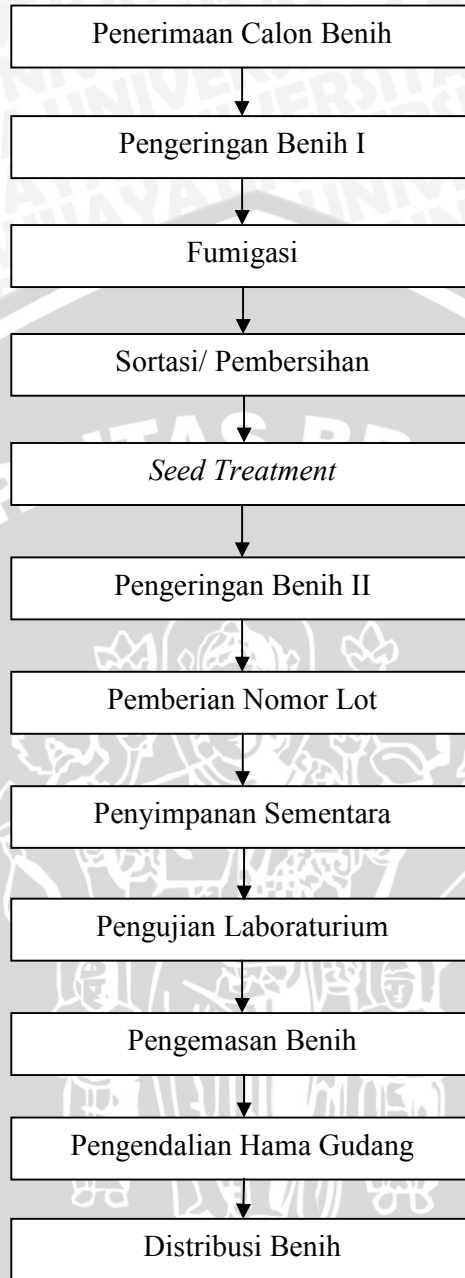 Penerimaan Calon Benih
Pengeringan Benih I
Fumigasi
Sortasi/ Pembersihan
Seed Treatment
Pengeringan Benih II
Pemberian Nomor Lot
Penyimpanan Sementara
Pengujian Laboraturium
Pengemasan Benih
Pengendalian Hama Gudang
Distribusi Benih